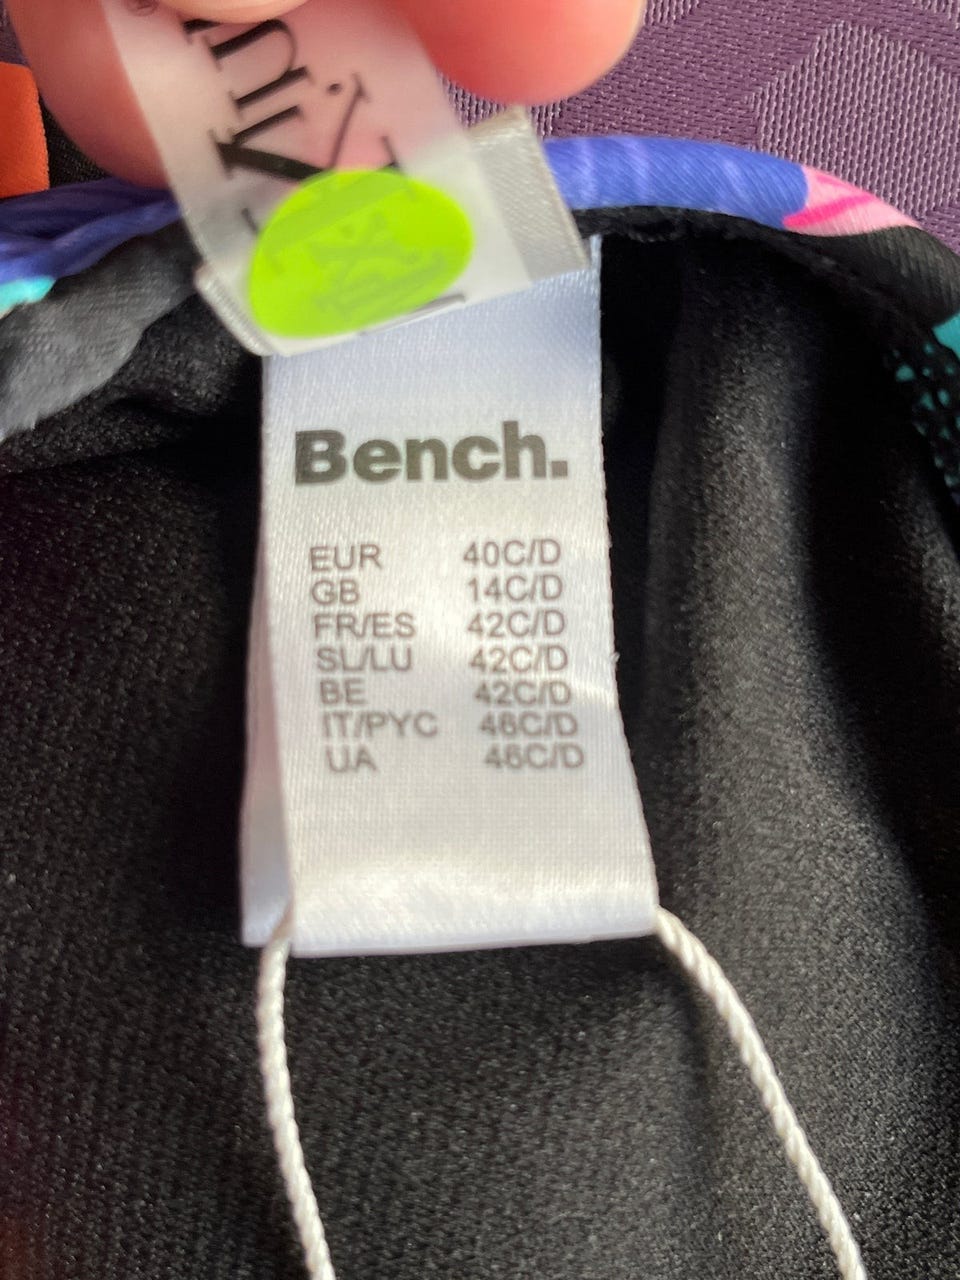 Bench.
EUR 40C/D
GB 14C/D
FR/ES 42C/D
SL/LU 42C/D
BE 42C/D
IT/PYC 46C/D
UA 46C/D